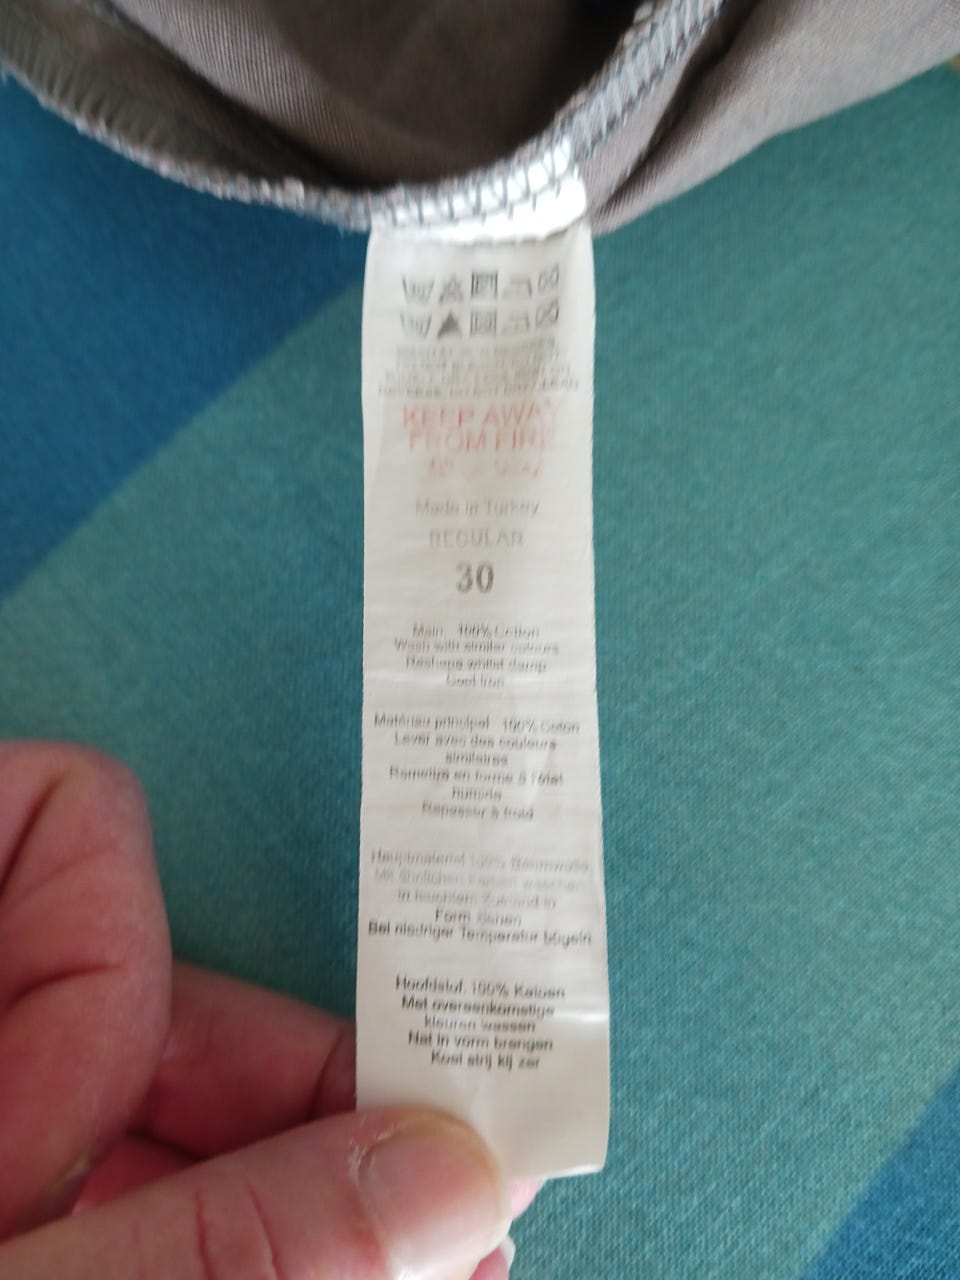 KEEP AWAY
FROM FIRE
Made in Turkey
REGULAR
30
Main 100% Cotton
Wash with similar colours
Reshape whilst damp
Cool Iron
Matériau principal 100% Coton
Laver avec des couleurs
similaires
Remettre en forme à l'état
humide
Repasser à froid
Hauptmaterial 100% Baumwolle
Mit ähnlichen Farben waschen
In feuchtem Zustand in
Form ziehen
Bei niedriger Temperatur bügeln
Hoofdstof. 100% Katoen
Met overeenkomstige
kleuren wassen
Nat in vorm brengen
Koel strij kij zer